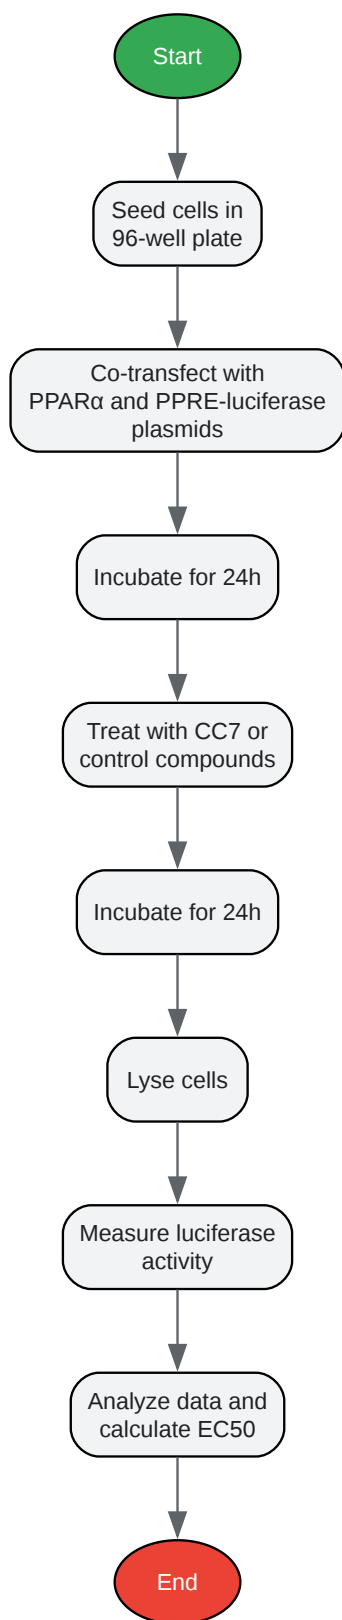 Start
Seed cells in
96-well plate
Co-transfect with
PPARα and PPRE-luciferase
plasmids
Incubate for 24h
Treat with CC7 or
control compounds
Incubate for 24h
Lyse cells
Measure luciferase
activity
Analyze data and
calculate EC50
End